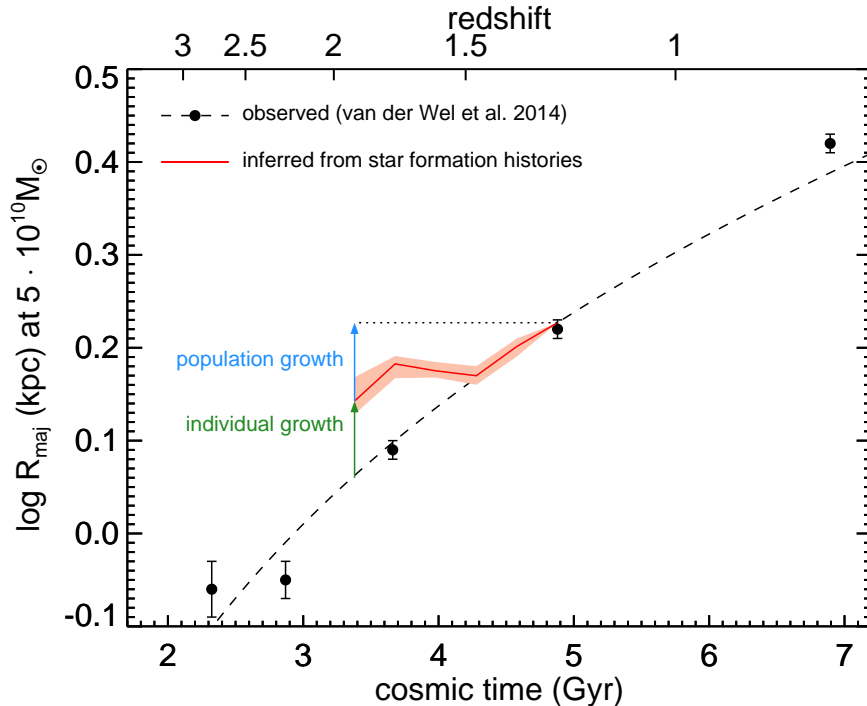 redshift
3 2.5 2 1.5 1
0.5
0.4
0.3
0.2
0.1
0.0
-0.1
log R_maj (kpc) at 5 · 10^10 M_⊙
observed (van der Wel et al. 2014)
inferred from star formation histories
population growth
individual growth
2 3 4 5 6 7
cosmic time (Gyr)